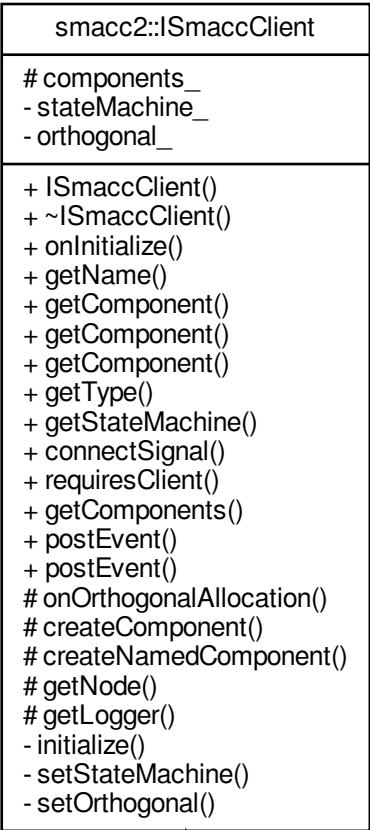 smacc2::ISmaccClient
# components_
- stateMachine_
- orthogonal_
+ ISmaccClient()
+ ~ISmaccClient()
+ onInitialize()
+ getName()
+ getComponent()
+ getComponent()
+ getComponent()
+ getType()
+ getStateMachine()
+ connectSignal()
+ requiresClient()
+ getComponents()
+ postEvent()
+ postEvent()
# onOrthogonalAllocation()
# createComponent()
# createNamedComponent()
# getNode()
# getLogger()
- initialize()
- setStateMachine()
- setOrthogonal()